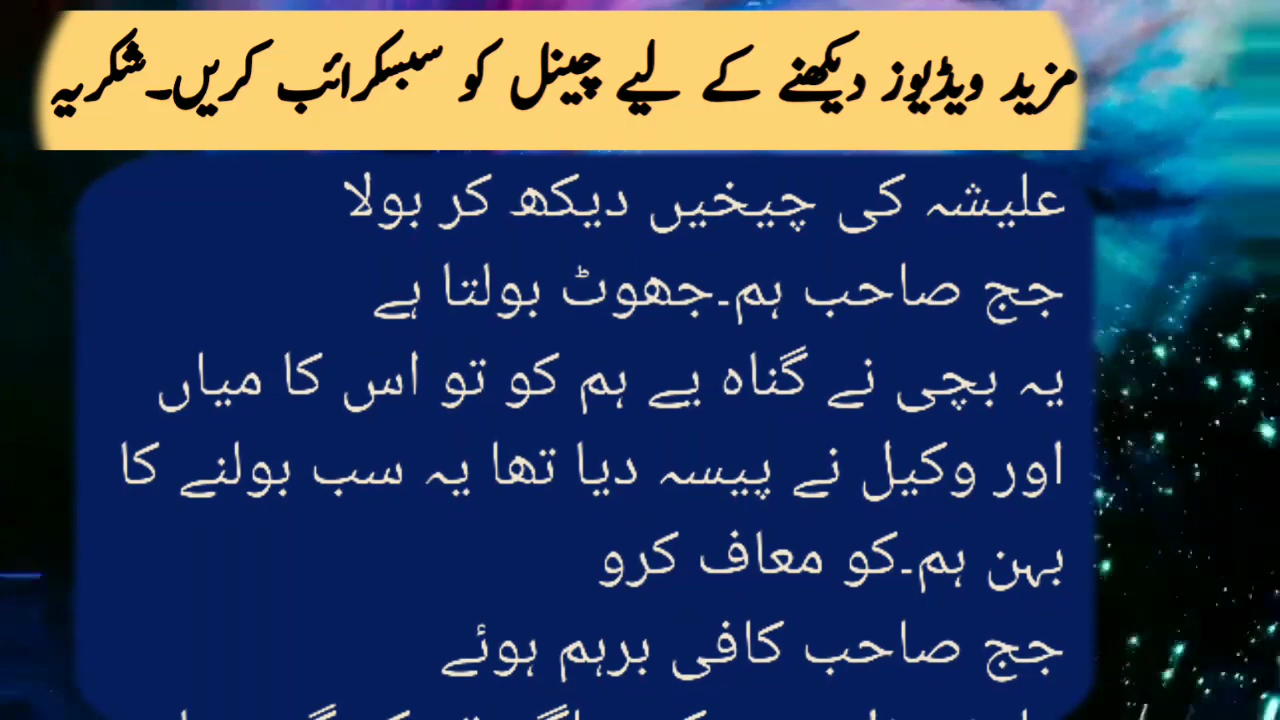 مزید ویڈیوز دیکھنے کے لیے چینل کو سبسکرائب کریں۔شکریہ
علیشہ کی چیخیں دیکھ کر بولا
جج صاحب ہم۔جھوٹ بولتا ہے
یہ بچی نے گناہ ہے ہم کو تو اس کا میاں
اور وکیل نے پیسہ دیا تھا یہ سب بولنے کا
بہن ہم۔کو معاف کرو
جج صاحب کافی برہم ہوئے